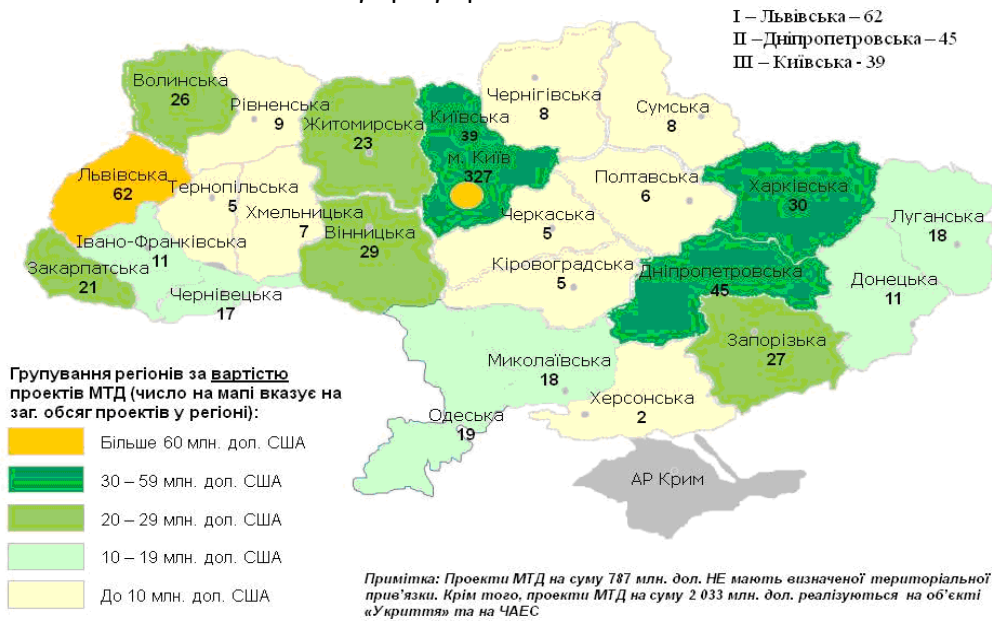 І – Львівська – 62
ІІ –Дніпропетровська – 45
ІІІ – Київська - 39
Волинська
26
Рівненська
9
Житомирська
23
Київська
39
м. Київ
327
Чернігівська
8
Сумська
8
Львівська
62
Тернопільська
5
Хмельницька
7
Вінницька
29
Черкаська
5
Полтавська
6
Харківська
30
Луганська
18
Івано-Франківська
11
Закарпатська
21
Чернівецька
17
Кіровоградська
5
Дніпропетровська
45
Донецька
11
Запорізька
27
Миколаївська
18
Херсонська
2
Одеська
19
АР Крим
Групування регіонів за вартістю
проектів МТД (число на мапі вказує на
заг. обсяг проектів у регіоні):
Більше 60 млн. дол. США
30 – 59 млн. дол. США
20 – 29 млн. дол. США
10 – 19 млн. дол. США
До 10 млн. дол. США
Примітка: Проекти МТД на суму 787 млн. дол. НЕ мають визначеної територіальної
прив’язки. Крім того, проекти МТД на суму 2 033 млн. дол. реалізуються на об’єкті
«Укриття» та на ЧАЕС